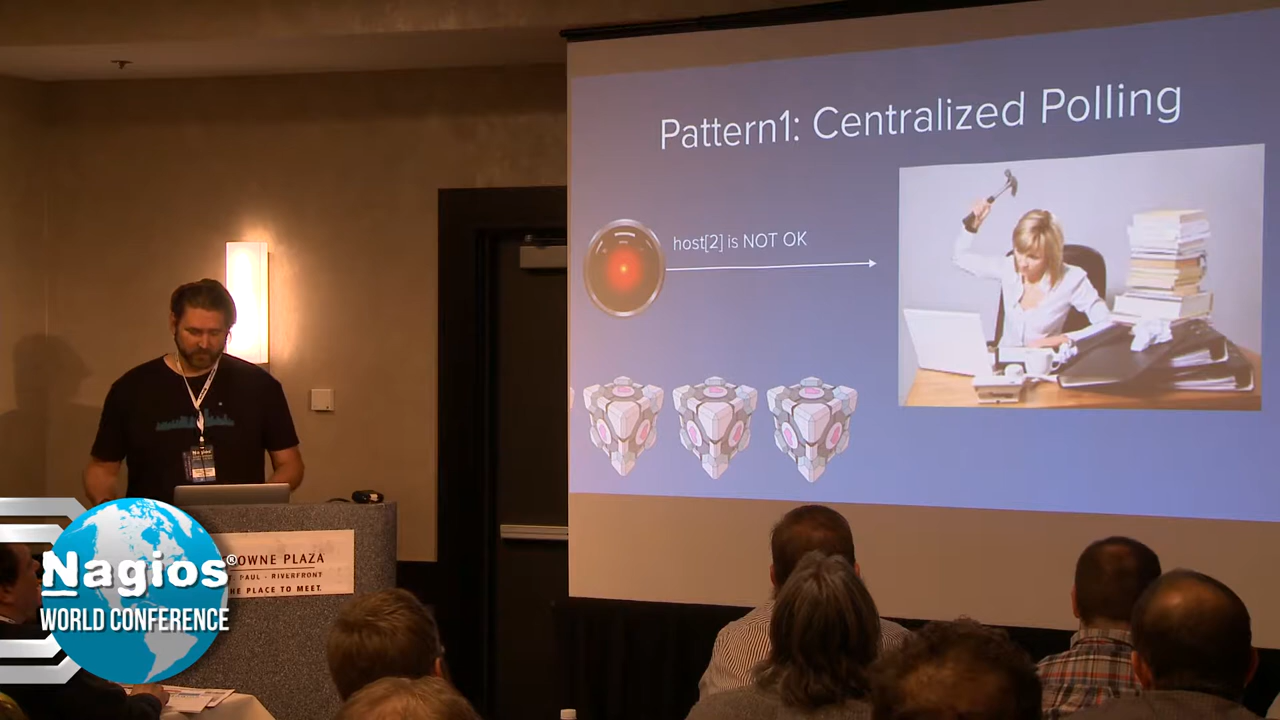 Pattern1: Centralized Polling
host[2] is NOT OK
OWNE PLAZA
PAUL - RIVERFRONT
HE PLACE TO MEET.
Nagios
Nagios®
WORLD CONFERENCE